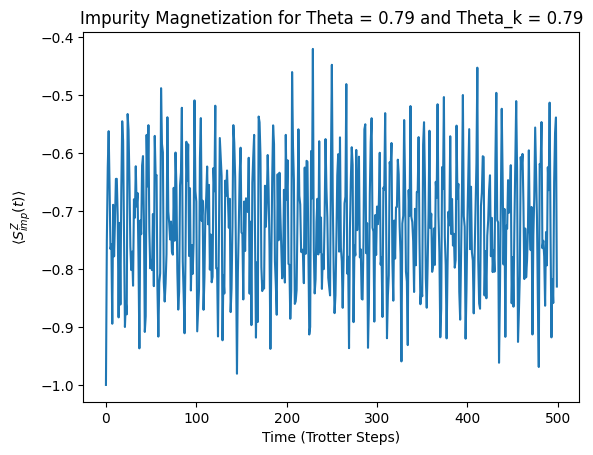 Impurity Magnetization for Theta = 0.79 and Theta_k = 0.79
−0.4
−0.5
−0.6
−0.7
−0.8
−0.9
−1.0
⟨S^Z_imp(t)⟩
0 100 200 300 400 500
Time (Trotter Steps)